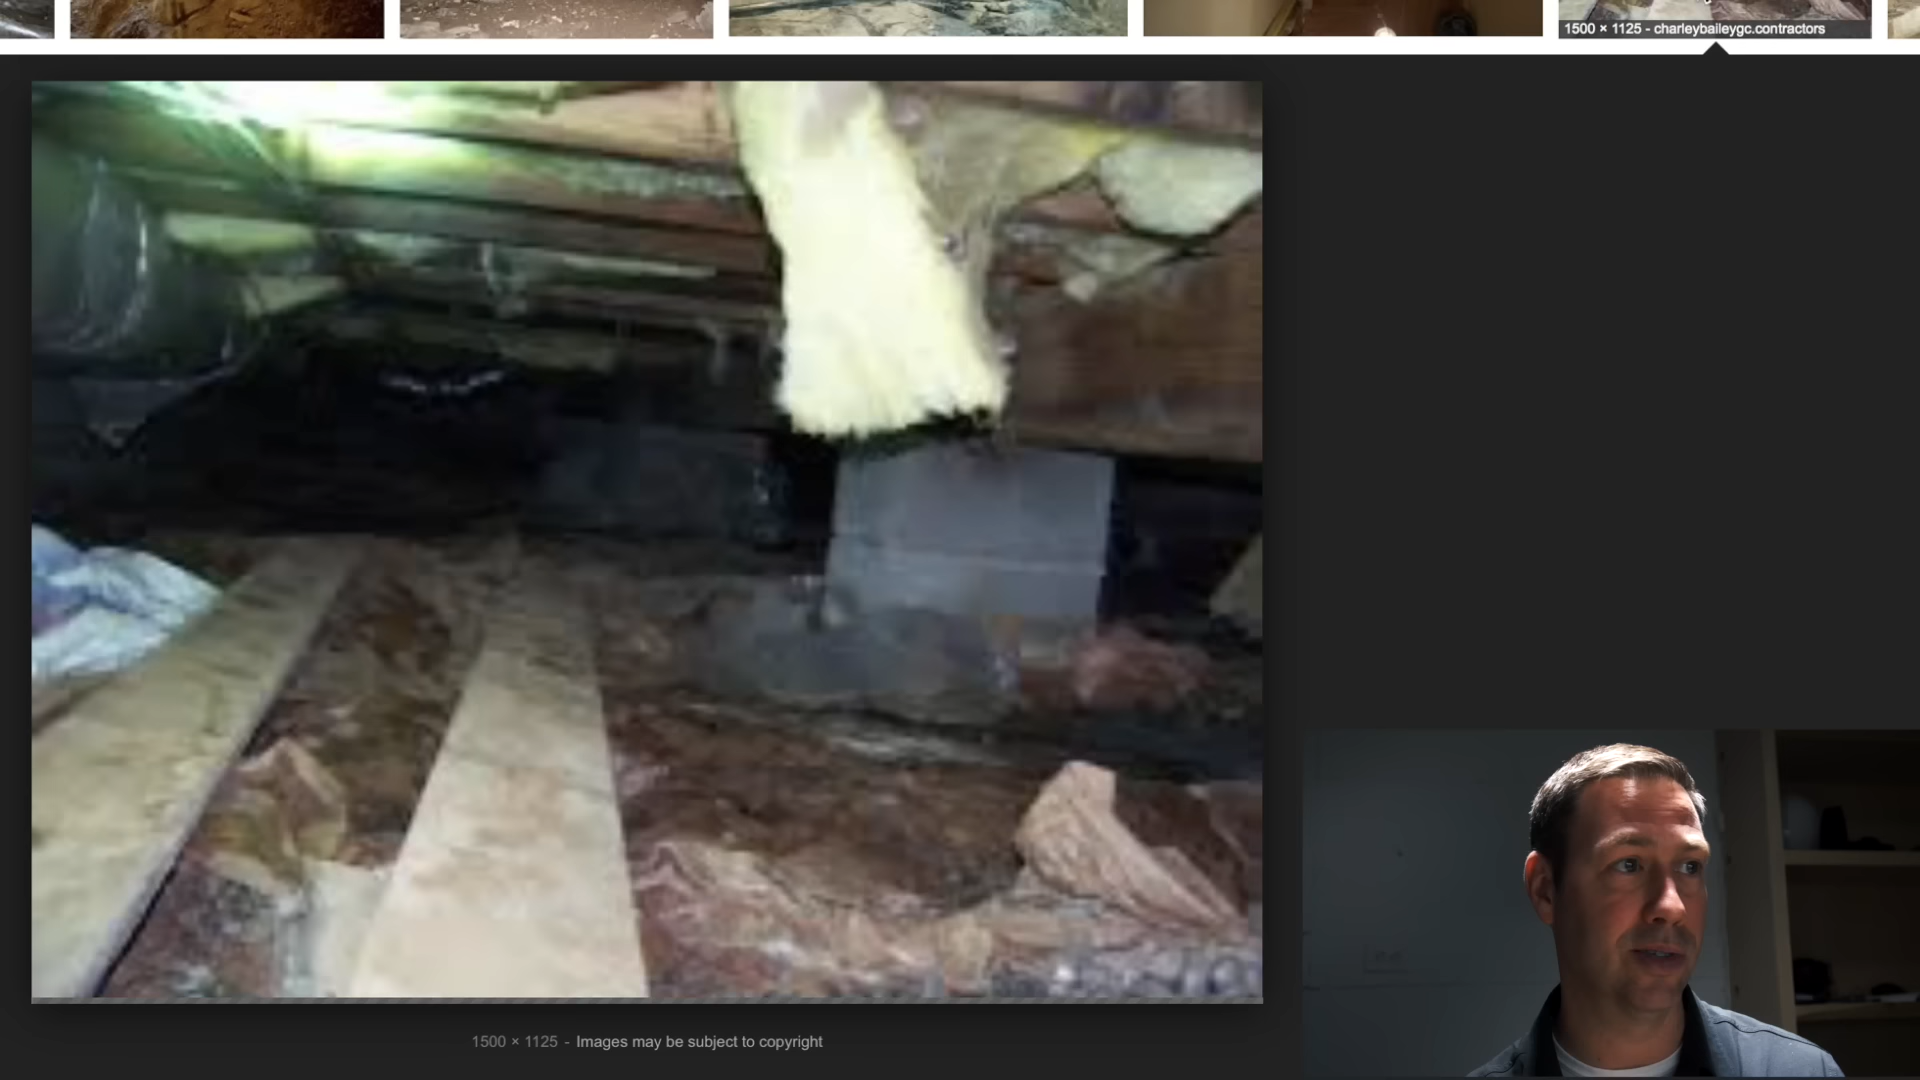 1500 × 1125 - charleybaileygc.contractors
1500 × 1125 - Images may be subject to copyright